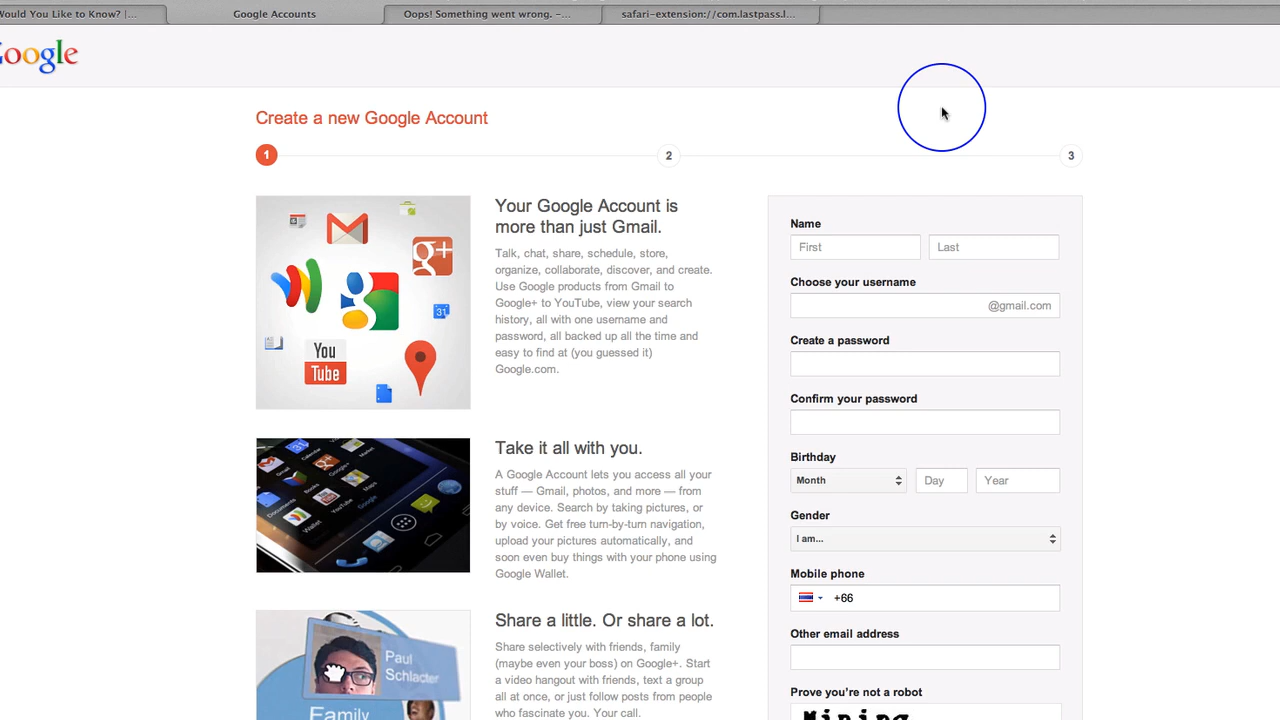 Would You Like to Know? |...
Google Accounts
Oops! Something went wrong. –...
safari-extension://com.lastpass.l...
Google
Create a new Google Account
1
2
3
Your Google Account is
more than just Gmail.
Talk, chat, share, schedule, store,
organize, collaborate, discover, and create.
Use Google products from Gmail to
Google+ to YouTube, view your search
history, all with one username and
password, all backed up all the time and
easy to find at (you guessed it)
Google.com.
g+
31
You
Tube
Take it all with you.
A Google Account lets you access all your
stuff — Gmail, photos, and more — from
any device. Search by taking pictures, or
by voice. Get free turn-by-turn navigation,
upload your pictures automatically, and
soon even buy things with your phone using
Google Wallet.
Share a little. Or share a lot.
Share selectively with friends, family
(maybe even your boss) on Google+. Start
a video hangout with friends, text a group
all at once, or just follow posts from people
who fascinate you. Your call.
Paul
Schlacter
Family
Name
First
Last
Choose your username
@gmail.com
Create a password
Confirm your password
Birthday
Month
Day
Year
Gender
I am...
Mobile phone
+66
Other email address
Prove you’re not a robot